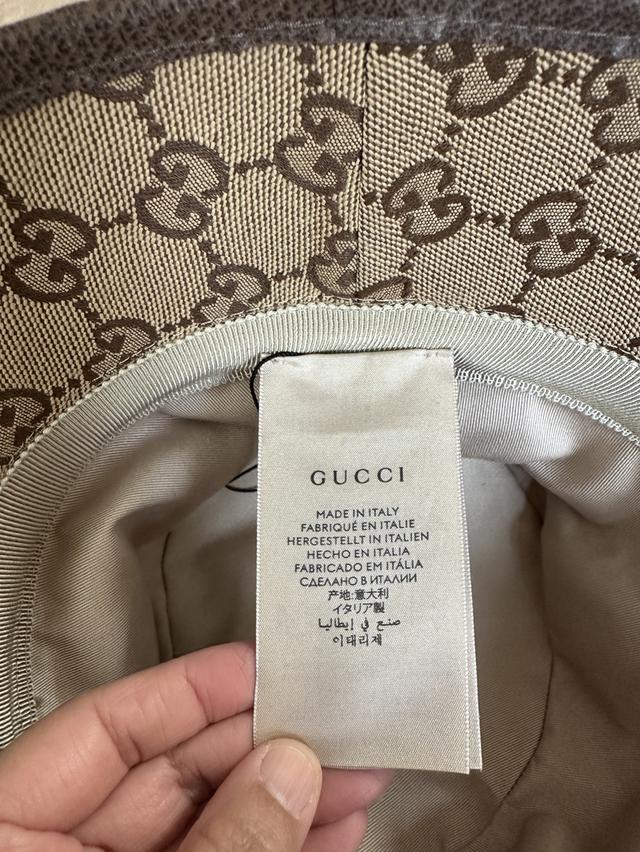 GUCCI
MADE IN ITALY
FABRIQUÉ EN ITALIE
HERGESTELLT IN ITALIEN
HECHO EN ITALIA
FABRICADO EM ITÁLIA
СДЕЛАНО В ИТАЛИИ
产地:意大利
イタリア製
صنع في إيطاليا
이태리제